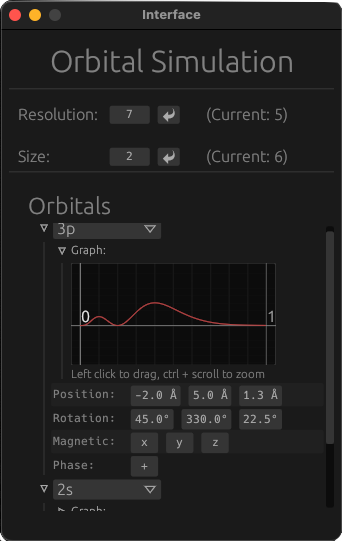 Interface
Orbital Simulation
Resolution: 7 (Current: 5)
Size: 2 (Current: 6)
Orbitals
3p
Graph:
0 1
Left click to drag, ctrl + scroll to zoom
Position: -2.0 Å 5.0 Å 1.3 Å
Rotation: 45.0° 330.0° 22.5°
Magnetic: x y z
Phase: +
2s
Graph: